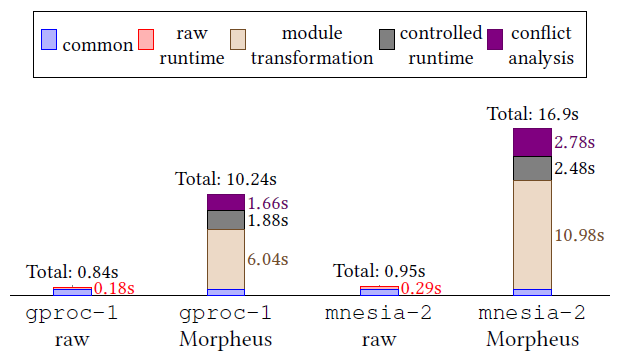 common
raw runtime
module transformation
controlled runtime
conflict analysis
Total: 16.9s
2.78s
2.48s
10.98s
Total: 10.24s
1.66s
1.88s
6.04s
Total: 0.84s
0.18s
Total: 0.95s
0.29s
gproc-1 raw
gproc-1 Morpheus
mnesia-2 raw
mnesia-2 Morpheus